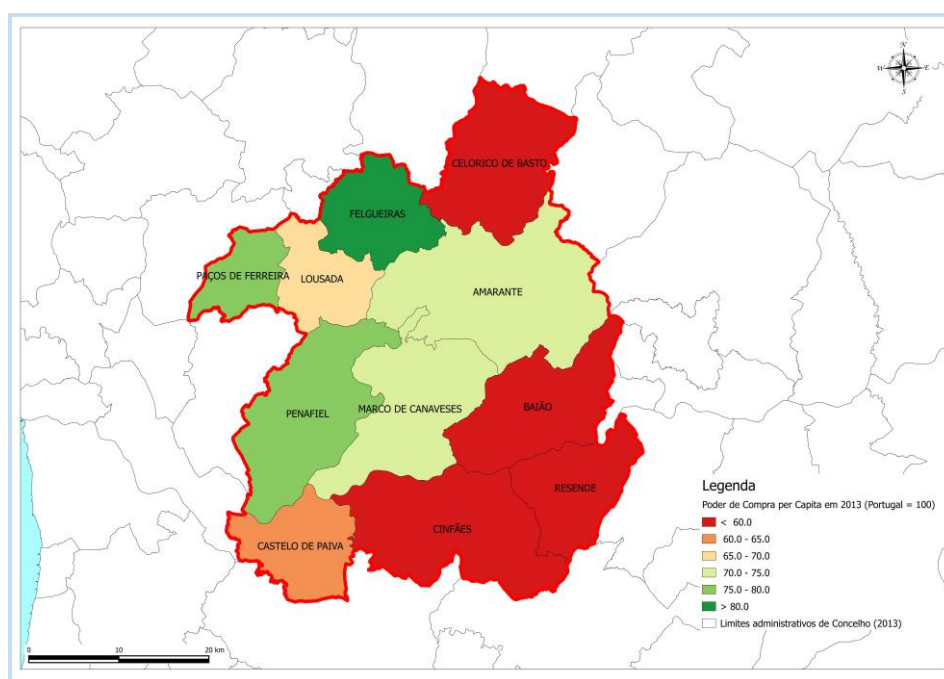 N
W E
S
CELORICO DE BASTO
FELGUEIRAS
PAÇOS DE FERREIRA
LOUSADA
AMARANTE
PENAFIEL
MARCO DE CANAVESES
BAIÃO
RESENDE
CINFÃES
CASTELO DE PAIVA
Legenda
Poder de Compra per Capita em 2013 (Portugal = 100)
< 60.0
60.0 - 65.0
65.0 - 70.0
70.0 - 75.0
75.0 - 80.0
> 80.0
Limites administrativos de Concelho (2013)
0 10 20 km